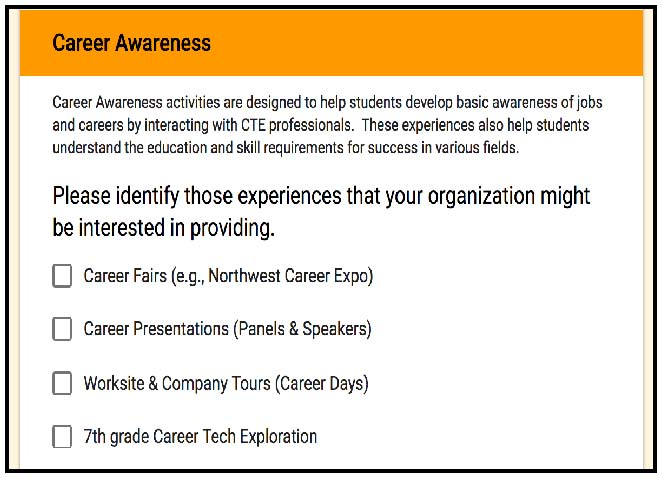 Career Awareness
Career Awareness activities are designed to help students develop basic awareness of jobs
and careers by interacting with CTE professionals.  These experiences also help students
understand the education and skill requirements for success in various fields.
Please identify those experiences that your organization might
be interested in providing.
Career Fairs (e.g., Northwest Career Expo)
Career Presentations (Panels & Speakers)
Worksite & Company Tours (Career Days)
7th grade Career Tech Exploration